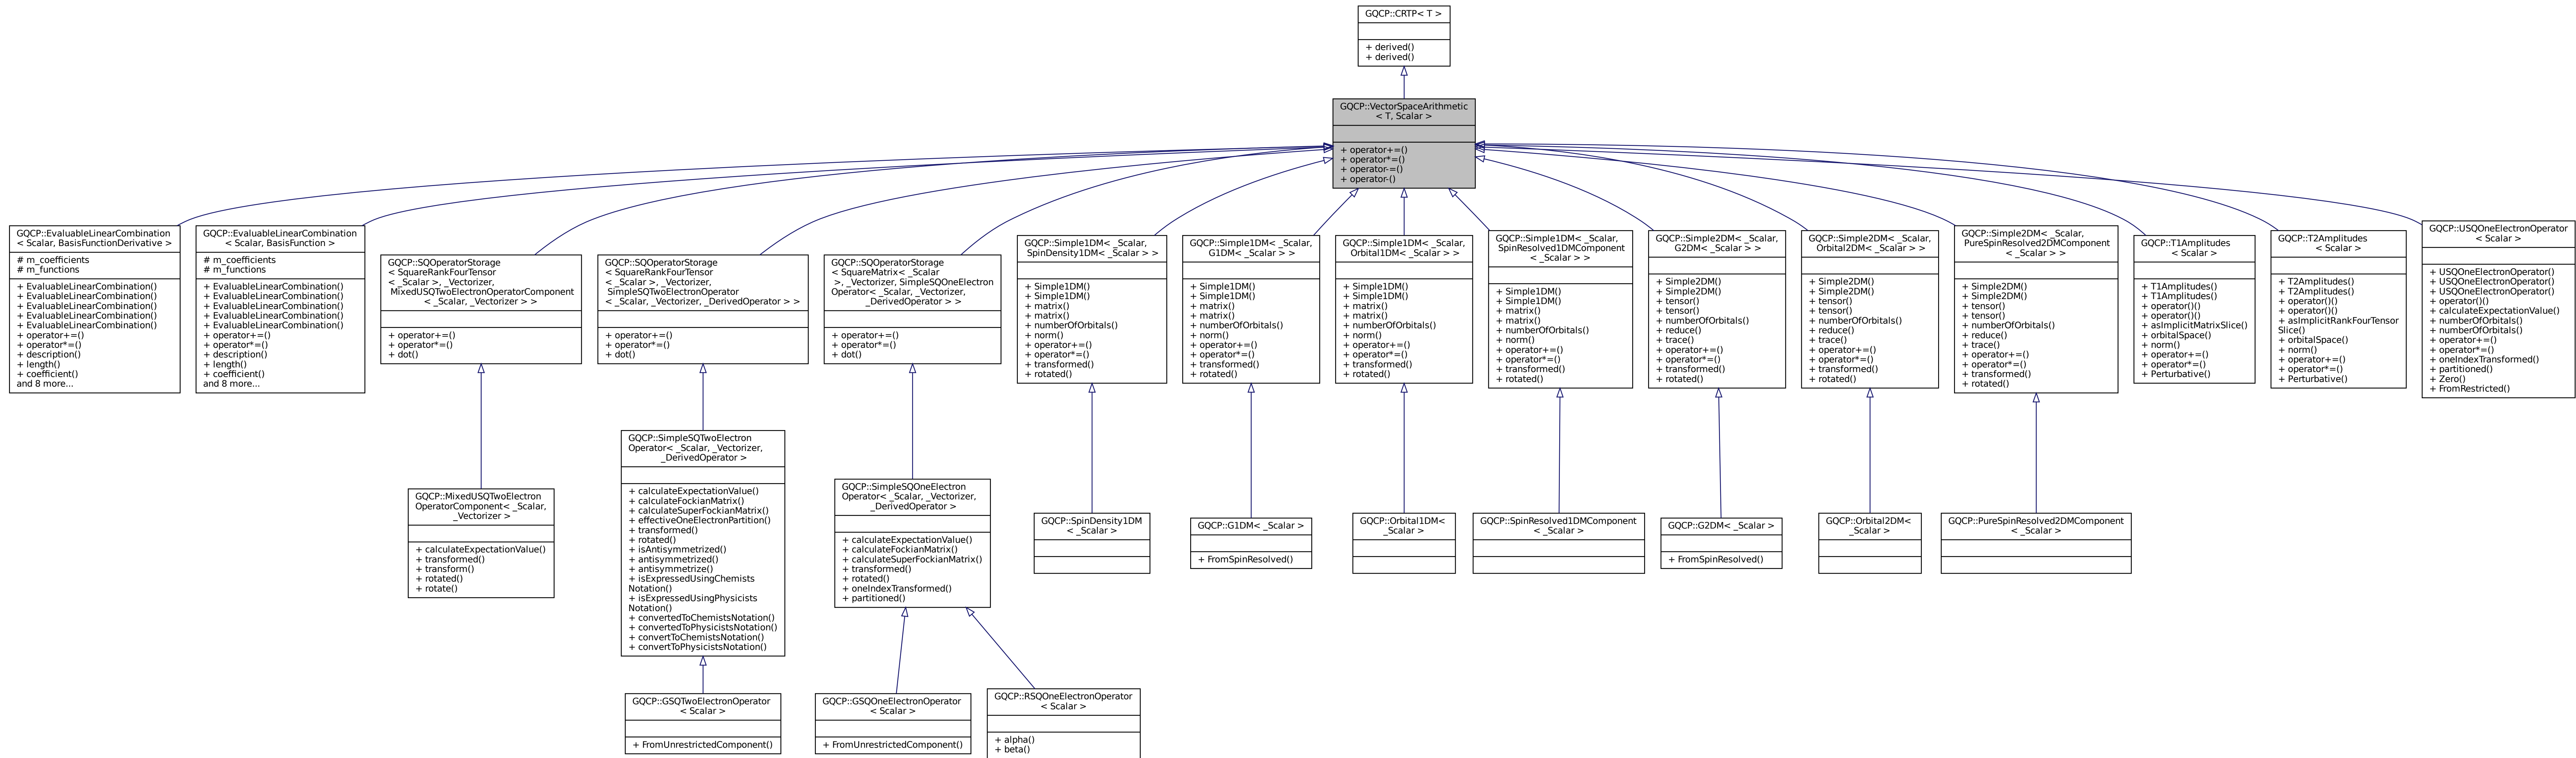 GQCP::CRTP< T >
+ derived()
+ derived()
GQCP::VectorSpaceArithmetic
< T, Scalar >
+ operator+=()
+ operator*=()
+ operator-=()
+ operator-()
GQCP::EvaluableLinearCombination
< Scalar, BasisFunctionDerivative >
# m_coefficients
# m_functions
+ EvaluableLinearCombination()
+ EvaluableLinearCombination()
+ EvaluableLinearCombination()
+ EvaluableLinearCombination()
+ EvaluableLinearCombination()
+ operator+=()
+ operator*=()
+ description()
+ length()
+ coefficient()
and 8 more...
GQCP::EvaluableLinearCombination
< Scalar, BasisFunction >
# m_coefficients
# m_functions
+ EvaluableLinearCombination()
+ EvaluableLinearCombination()
+ EvaluableLinearCombination()
+ EvaluableLinearCombination()
+ EvaluableLinearCombination()
+ operator+=()
+ operator*=()
+ description()
+ length()
+ coefficient()
and 8 more...
GQCP::SQOperatorStorage
< SquareRankFourTensor
< _Scalar >, _Vectorizer,
MixedUSQTwoElectronOperatorComponent
< _Scalar, _Vectorizer > >
+ operator+=()
+ operator*=()
+ dot()
GQCP::SQOperatorStorage
< SquareRankFourTensor
< _Scalar >, _Vectorizer,
SimpleSQTwoElectronOperator
< _Scalar, _Vectorizer, _DerivedOperator > >
+ operator+=()
+ operator*=()
+ dot()
GQCP::SQOperatorStorage
< SquareMatrix< _Scalar
>, _Vectorizer, SimpleSQOneElectron
Operator< _Scalar, _Vectorizer,
_DerivedOperator > >
+ operator+=()
+ operator*=()
+ dot()
GQCP::Simple1DM< _Scalar,
SpinDensity1DM< _Scalar > >
+ Simple1DM()
+ Simple1DM()
+ matrix()
+ matrix()
+ numberOfOrbitals()
+ norm()
+ operator+=()
+ operator*=()
+ transformed()
+ rotated()
GQCP::Simple1DM< _Scalar,
G1DM< _Scalar > >
+ Simple1DM()
+ Simple1DM()
+ matrix()
+ matrix()
+ numberOfOrbitals()
+ norm()
+ operator+=()
+ operator*=()
+ transformed()
+ rotated()
GQCP::Simple1DM< _Scalar,
Orbital1DM< _Scalar > >
+ Simple1DM()
+ Simple1DM()
+ matrix()
+ matrix()
+ numberOfOrbitals()
+ norm()
+ operator+=()
+ operator*=()
+ transformed()
+ rotated()
GQCP::Simple1DM< _Scalar,
SpinResolved1DMComponent
< _Scalar > >
+ Simple1DM()
+ Simple1DM()
+ matrix()
+ matrix()
+ numberOfOrbitals()
+ norm()
+ operator+=()
+ operator*=()
+ transformed()
+ rotated()
GQCP::Simple2DM< _Scalar,
G2DM< _Scalar > >
+ Simple2DM()
+ Simple2DM()
+ tensor()
+ tensor()
+ numberOfOrbitals()
+ reduce()
+ trace()
+ operator+=()
+ operator*=()
+ transformed()
+ rotated()
GQCP::Simple2DM< _Scalar,
Orbital2DM< _Scalar > >
+ Simple2DM()
+ Simple2DM()
+ tensor()
+ tensor()
+ numberOfOrbitals()
+ reduce()
+ trace()
+ operator+=()
+ operator*=()
+ transformed()
+ rotated()
GQCP::Simple2DM< _Scalar,
PureSpinResolved2DMComponent
< _Scalar > >
+ Simple2DM()
+ Simple2DM()
+ tensor()
+ tensor()
+ numberOfOrbitals()
+ reduce()
+ trace()
+ operator+=()
+ operator*=()
+ transformed()
+ rotated()
GQCP::T1Amplitudes
< Scalar >
+ T1Amplitudes()
+ T1Amplitudes()
+ operator()()
+ operator()()
+ asImplicitMatrixSlice()
+ orbitalSpace()
+ norm()
+ operator+=()
+ operator*=()
+ Perturbative()
GQCP::T2Amplitudes
< Scalar >
+ T2Amplitudes()
+ T2Amplitudes()
+ operator()()
+ operator()()
+ asImplicitRankFourTensor
Slice()
+ orbitalSpace()
+ norm()
+ operator+=()
+ operator*=()
+ Perturbative()
GQCP::USQOneElectronOperator
< Scalar >
+ USQOneElectronOperator()
+ USQOneElectronOperator()
+ USQOneElectronOperator()
+ operator()()
+ calculateExpectationValue()
+ numberOfOrbitals()
+ numberOfOrbitals()
+ operator+=()
+ operator*=()
+ oneIndexTransformed()
+ partitioned()
+ Zero()
+ FromRestricted()
GQCP::MixedUSQTwoElectron
OperatorComponent< _Scalar,
_Vectorizer >
+ calculateExpectationValue()
+ transformed()
+ transform()
+ rotated()
+ rotate()
GQCP::SimpleSQTwoElectron
Operator< _Scalar, _Vectorizer,
_DerivedOperator >
+ calculateExpectationValue()
+ calculateFockianMatrix()
+ calculateSuperFockianMatrix()
+ effectiveOneElectronPartition()
+ transformed()
+ rotated()
+ isAntisymmetrized()
+ antisymmetrized()
+ antisymmetrize()
+ isExpressedUsingChemists
Notation()
+ isExpressedUsingPhysicists
Notation()
+ convertedToChemistsNotation()
+ convertedToPhysicistsNotation()
+ convertToChemistsNotation()
+ convertToPhysicistsNotation()
GQCP::SimpleSQOneElectron
Operator< _Scalar, _Vectorizer,
_DerivedOperator >
+ calculateExpectationValue()
+ calculateFockianMatrix()
+ calculateSuperFockianMatrix()
+ transformed()
+ rotated()
+ oneIndexTransformed()
+ partitioned()
GQCP::SpinDensity1DM
< _Scalar >
GQCP::G1DM< _Scalar >
+ FromSpinResolved()
GQCP::Orbital1DM<
_Scalar >
GQCP::SpinResolved1DMComponent
< _Scalar >
GQCP::G2DM< _Scalar >
+ FromSpinResolved()
GQCP::Orbital2DM<
_Scalar >
GQCP::PureSpinResolved2DMComponent
< _Scalar >
GQCP::GSQTwoElectronOperator
< Scalar >
+ FromUnrestrictedComponent()
GQCP::GSQOneElectronOperator
< Scalar >
+ FromUnrestrictedComponent()
GQCP::RSQOneElectronOperator
< Scalar >
+ alpha()
+ beta()